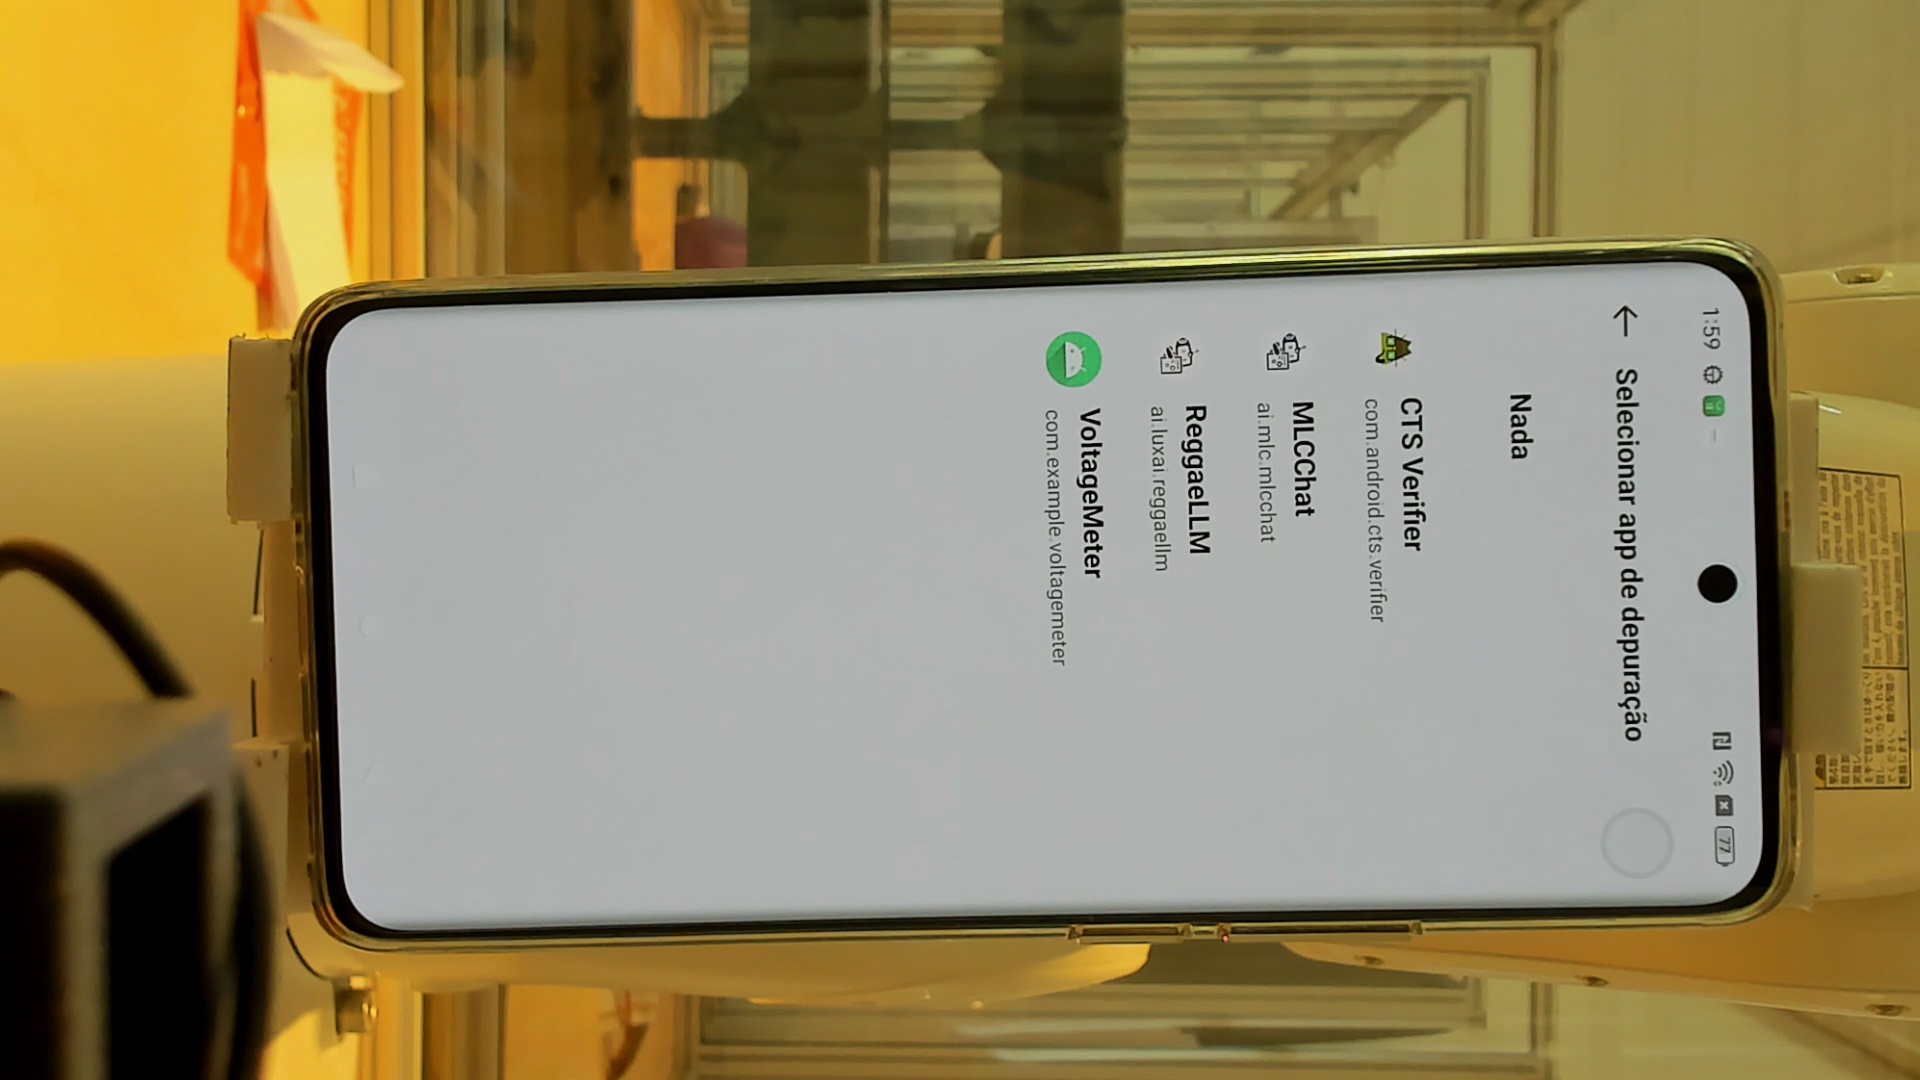 1:59
77
Selecionar app de depuração
Nada
CTS Verifier
com.android.cts.verifier
MLCChat
ai.mlc.mlcchat
ReggaeLLM
ai.luxai.reggaellm
VoltageMeter
com.example.voltagemeter